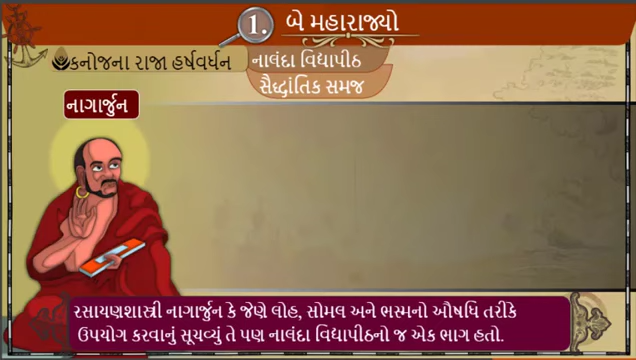 1. બે મહારાજ્યો
કનોજના રાજા હર્ષવર્ધન
નાલંદા વિદ્યાપીઠ
સૈદ્ધાંતિક સમજ
નાગાર્જુન
રસાયણશાસ્ત્રી નાગાર્જુન કે જેણે લોહ, સોમલ અને ભસ્મનો ઔષધિ તરીકે
ઉપયોગ કરવાનું સૂચવ્યું તે પણ નાલંદા વિદ્યાપીઠનો જ એક ભાગ હતો.